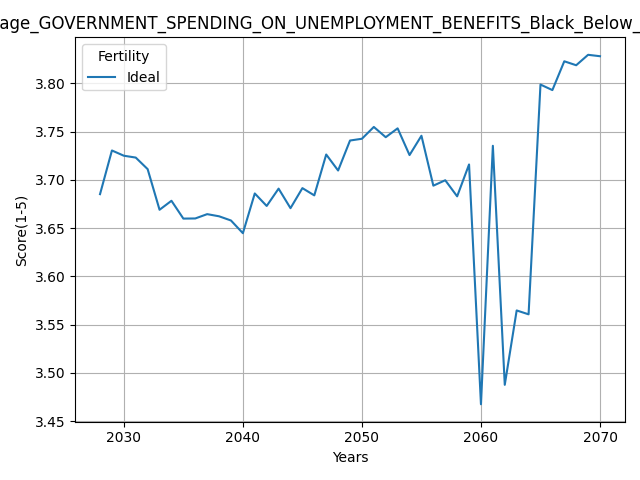 age_GOVERNMENT_SPENDING_ON_UNEMPLOYMENT_BENEFITS_Black_Below_
Fertility
Ideal
3.80
3.75
3.70
3.65
3.60
3.55
3.50
3.45
Score(1-5)
2030 2040 2050 2060 2070
Years